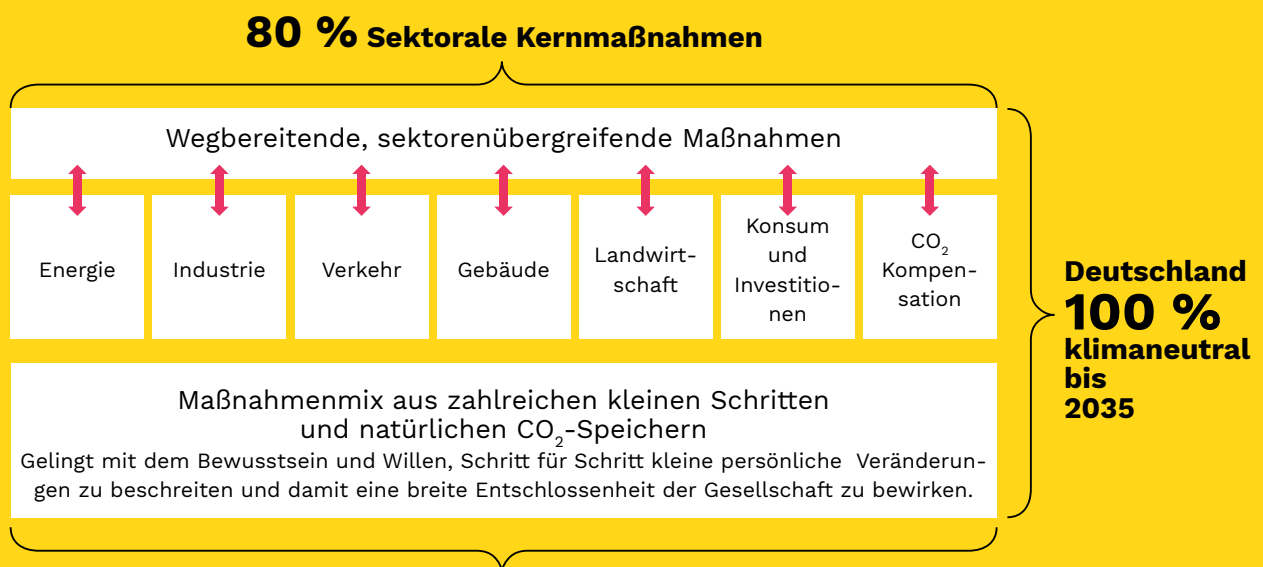 80 % Sektorale Kernmaßnahmen
Wegbereitende, sektorenübergreifende Maßnahmen
Energie
Industrie
Verkehr
Gebäude
Landwirt-
schaft
Konsum
und
Investitio-
nen
CO₂
Kompen-
sation
Deutschland
100 %
klimaneutral
bis
2035
Maßnahmenmix aus zahlreichen kleinen Schritten
und natürlichen CO₂-Speichern
Gelingt mit dem Bewusstsein und Willen, Schritt für Schritt kleine persönliche Veränderun-
gen zu beschreiten und damit eine breite Entschlossenheit der Gesellschaft zu bewirken.